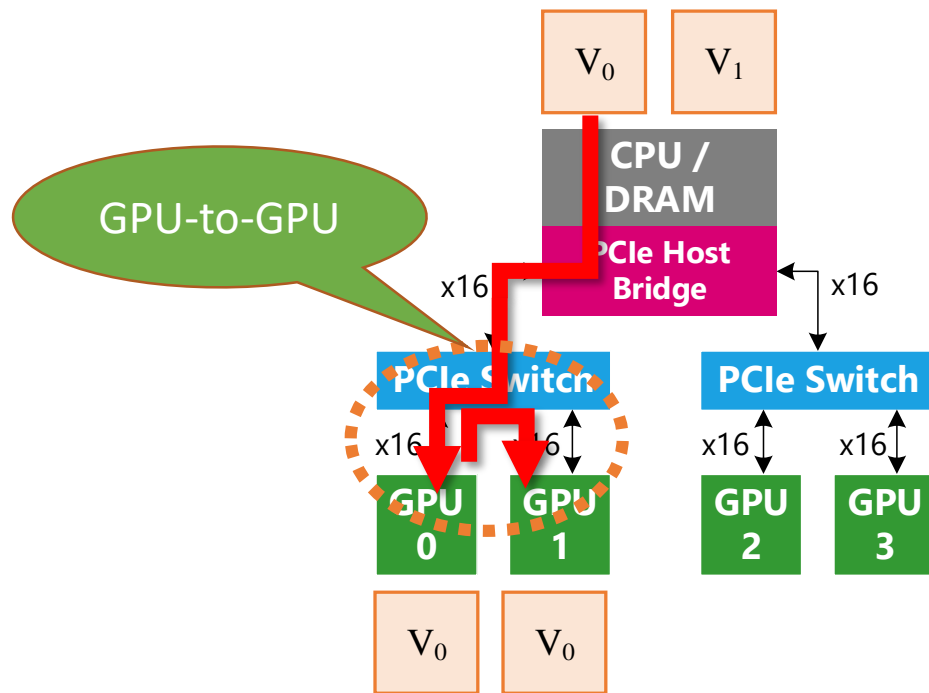 V0
V1
CPU /
DRAM
GPU-to-GPU
PCIe Host
Bridge
x16
x16
PCIe Switch
PCIe Switch
x16
x16
x16
x16
GPU
0
GPU
1
GPU
2
GPU
3
V0
V0